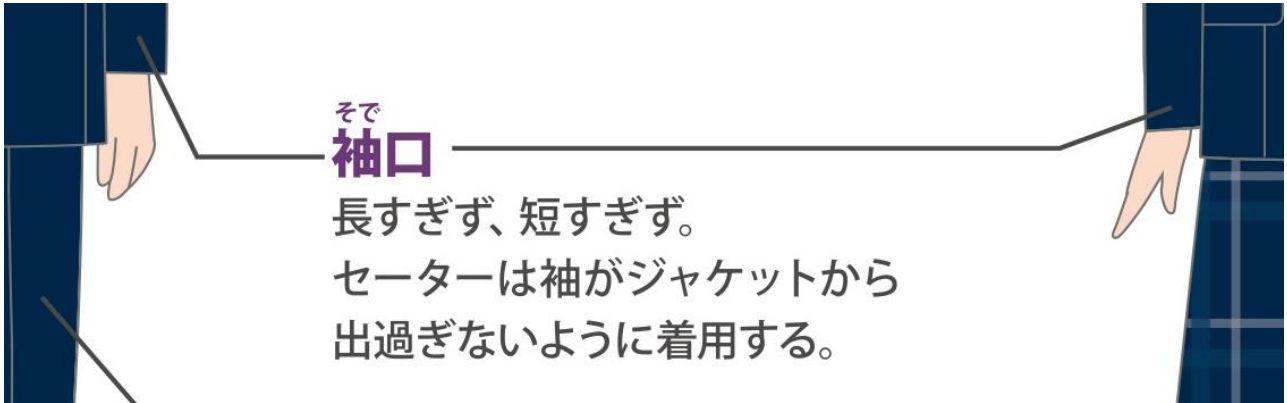 そで
袖口
長すぎず、短すぎず。
セーターは袖がジャケットから
出過ぎないように着用する。